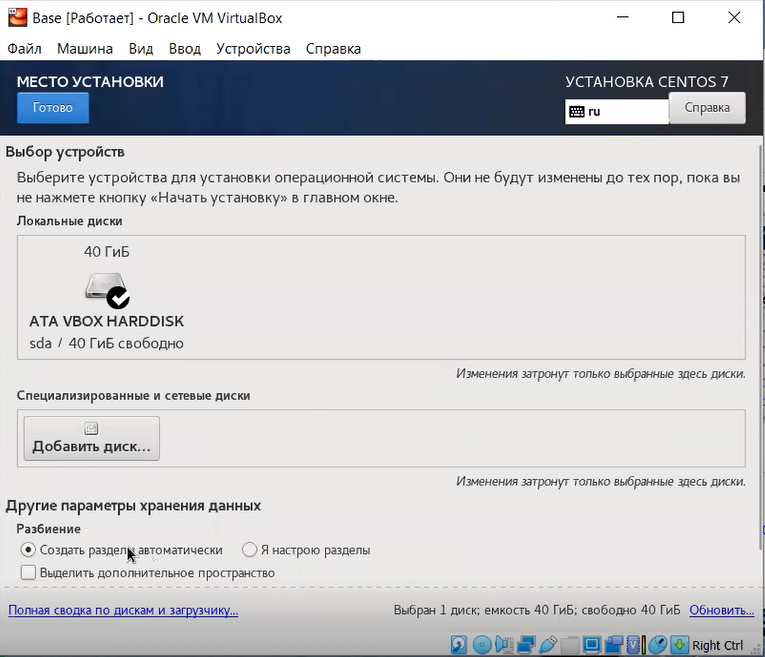 Base [Работает] - Oracle VM VirtualBox
Файл Машина Вид Ввод Устройства Справка
МЕСТО УСТАНОВКИ
УСТАНОВКА CENTOS 7
Готово
ru
Справка
Выбор устройств
Выберите устройства для установки операционной системы. Они не будут изменены до тех пор, пока вы
не нажмете кнопку «Начать установку» в главном окне.
Локальные диски
40 ГиБ
ATA VBOX HARDDISK
sda / 40 ГиБ свободно
Изменения затронут только выбранные здесь диски.
Специализированные и сетевые диски
Добавить диск...
Изменения затронут только выбранные здесь диски.
Другие параметры хранения данных
Разбиение
Создать разделы автоматически Я настрою разделы
Выделить дополнительное пространство
Полная сводка по дискам и загрузчику... Выбран 1 диск; емкость 40 ГиБ; свободно 40 ГиБ Обновить...
Right Ctrl